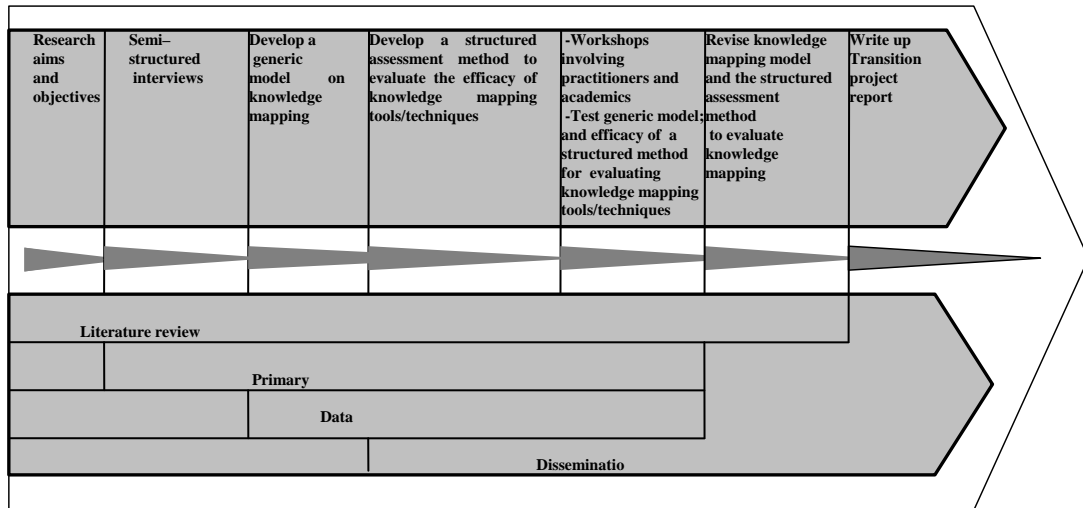 Research
aims
and
objectives
Semi–
structured
interviews
Develop a
generic
model on
knowledge
mapping
Develop a structured
assessment method to
evaluate the efficacy of
knowledge mapping
tools/techniques
-Workshops
involving
practitioners and
academics
-Test generic model;
and efficacy of a
structured method
for evaluating
knowledge mapping
tools/techniques
Revise knowledge
mapping model
and the structured
assessment
method
to evaluate
knowledge
mapping
Write up
Transition
project
report
Literature review
Primary
Data
Disseminatio